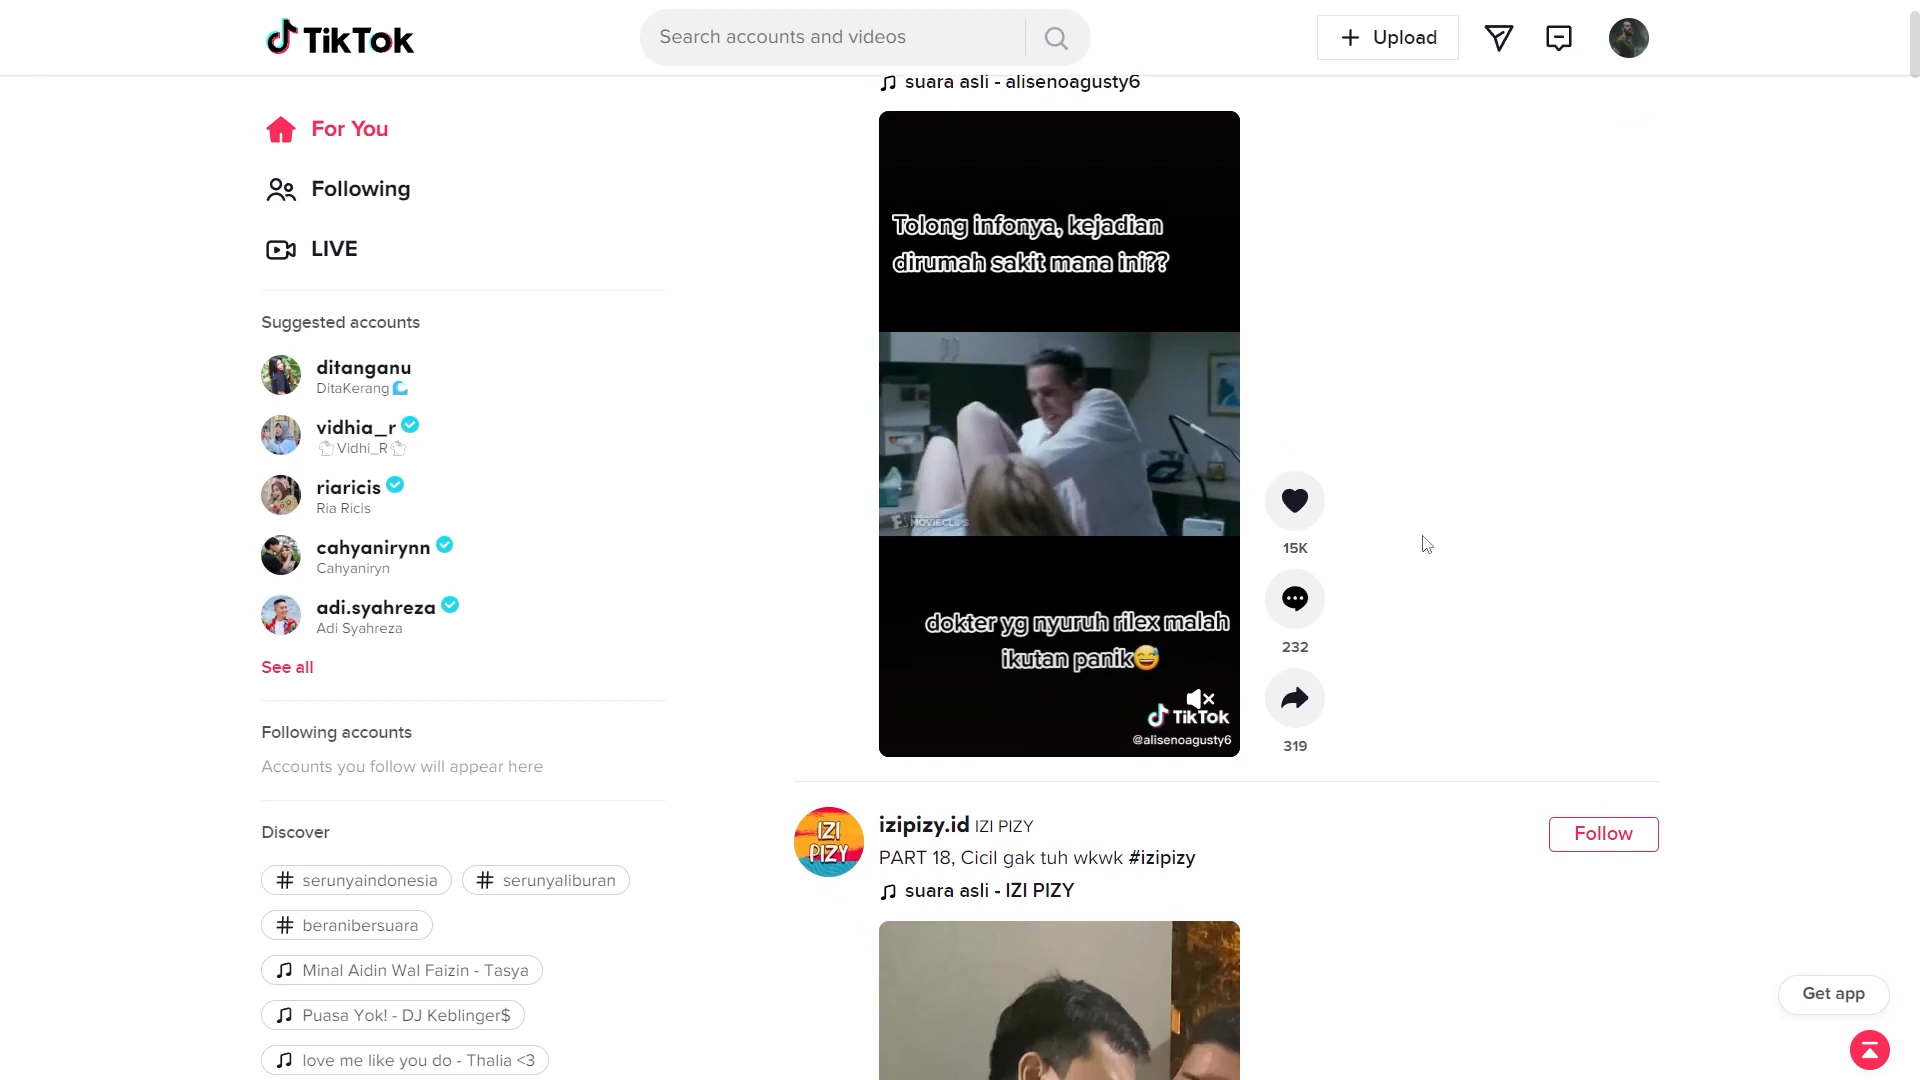 TikTok
Search accounts and videos
Upload
For You
Following
LIVE
Suggested accounts
ditanganu
DitaKerang
vidhia_r
Vidhi_R
riaricis
Ria Ricis
cahyanirynn
Cahyaniryn
adi.syahreza
Adi Syahreza
See all
Following accounts
Accounts you follow will appear here
Discover
# serunyaindonesia
# serunyaliburan
# beranibersuara
Minal Aidin Wal Faizin - Tasya
Puasa Yok! - DJ Keblinger$
love me like you do - Thalia <3
suara asli - alisenoagusty6
Tolong infonya, kejadian
dirumah sakit mana ini??
MOVIECLIPS
dokter yg nyuruh rilex malah
ikutan panik😅
TikTok
@alisenoagusty6
15K
232
319
IZI
PIZY
izipizy.id IZI PIZY
PART 18, Cicil gak tuh wkwk #izipizy
suara asli - IZI PIZY
Follow
Get app